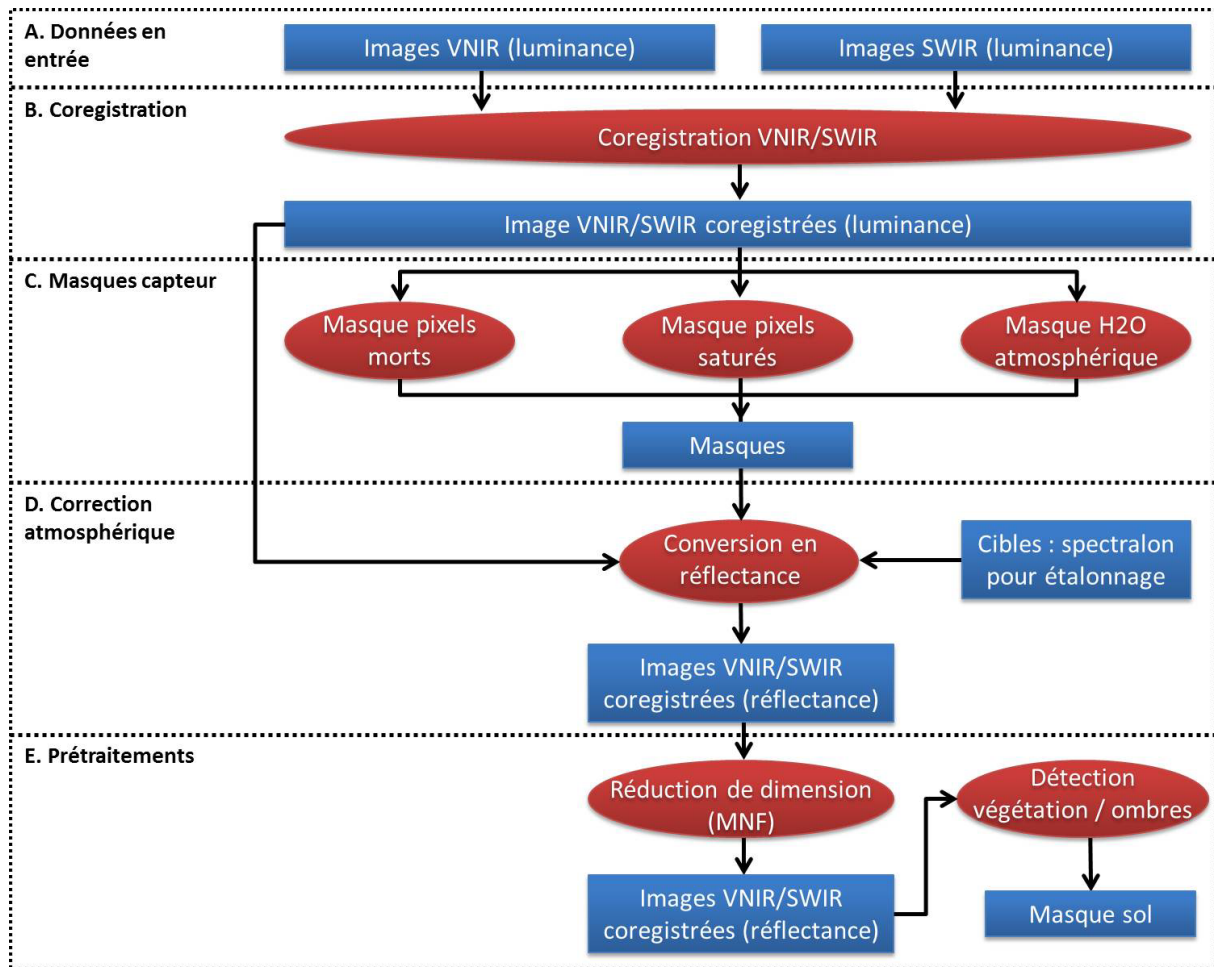 A. Données en
entrée
Images VNIR (luminance)
Images SWIR (luminance)
B. Coregistration
Coregistration VNIR/SWIR
Image VNIR/SWIR coregistrées (luminance)
C. Masques capteur
Masque pixels
morts
Masque pixels
saturés
Masque H2O
atmosphérique
Masques
D. Correction
atmosphérique
Conversion en
réflectance
Cibles : spectralon
pour étalonnage
Images VNIR/SWIR
coregistrées (réflectance)
E. Prétraitements
Réduction de dimension
(MNF)
Détection
végétation / ombres
Images VNIR/SWIR
coregistrées (réflectance)
Masque sol